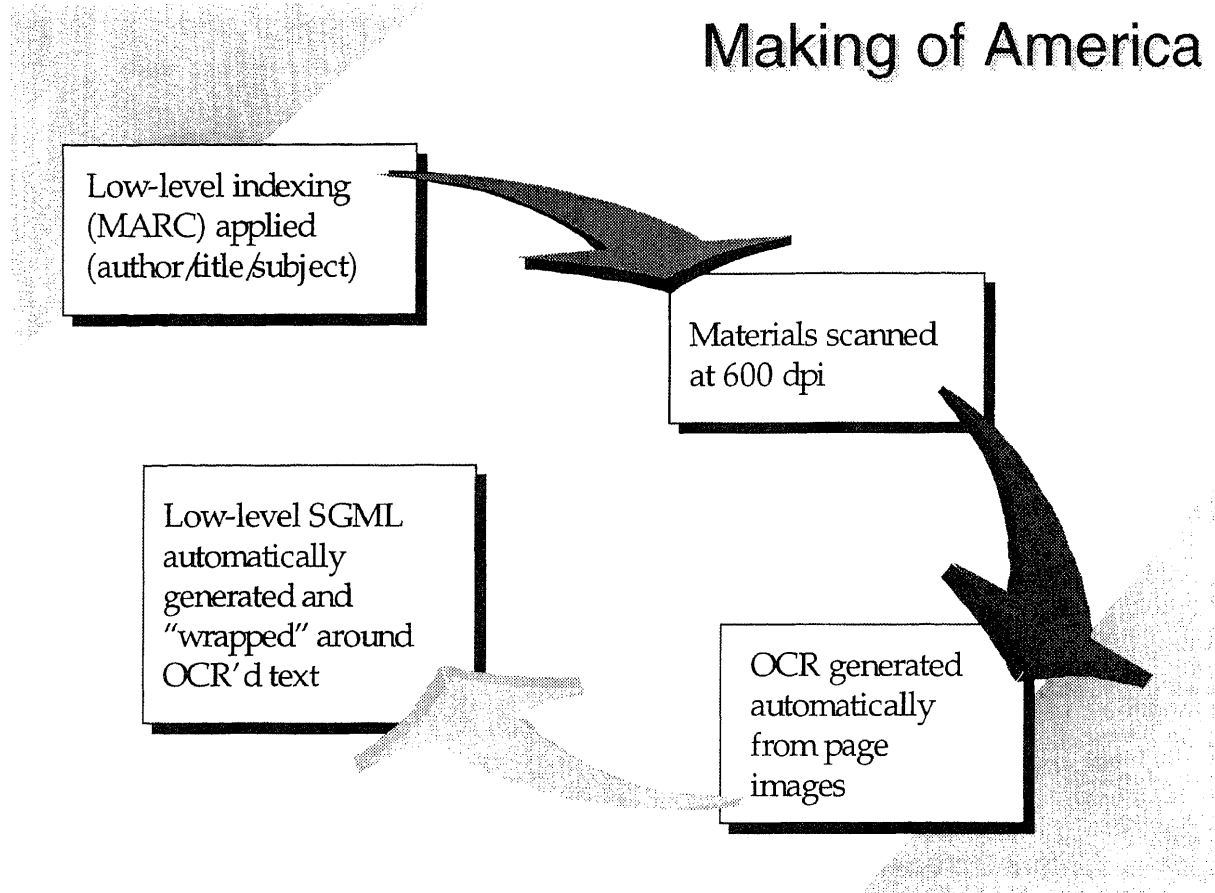 Making of America
Low-level indexing
(MARC) applied
(author/title/subject)
Materials scanned
at 600 dpi
OCR generated
automatically
from page
images
Low-level SGML
automatically
generated and
"wrapped" around
OCR'd text